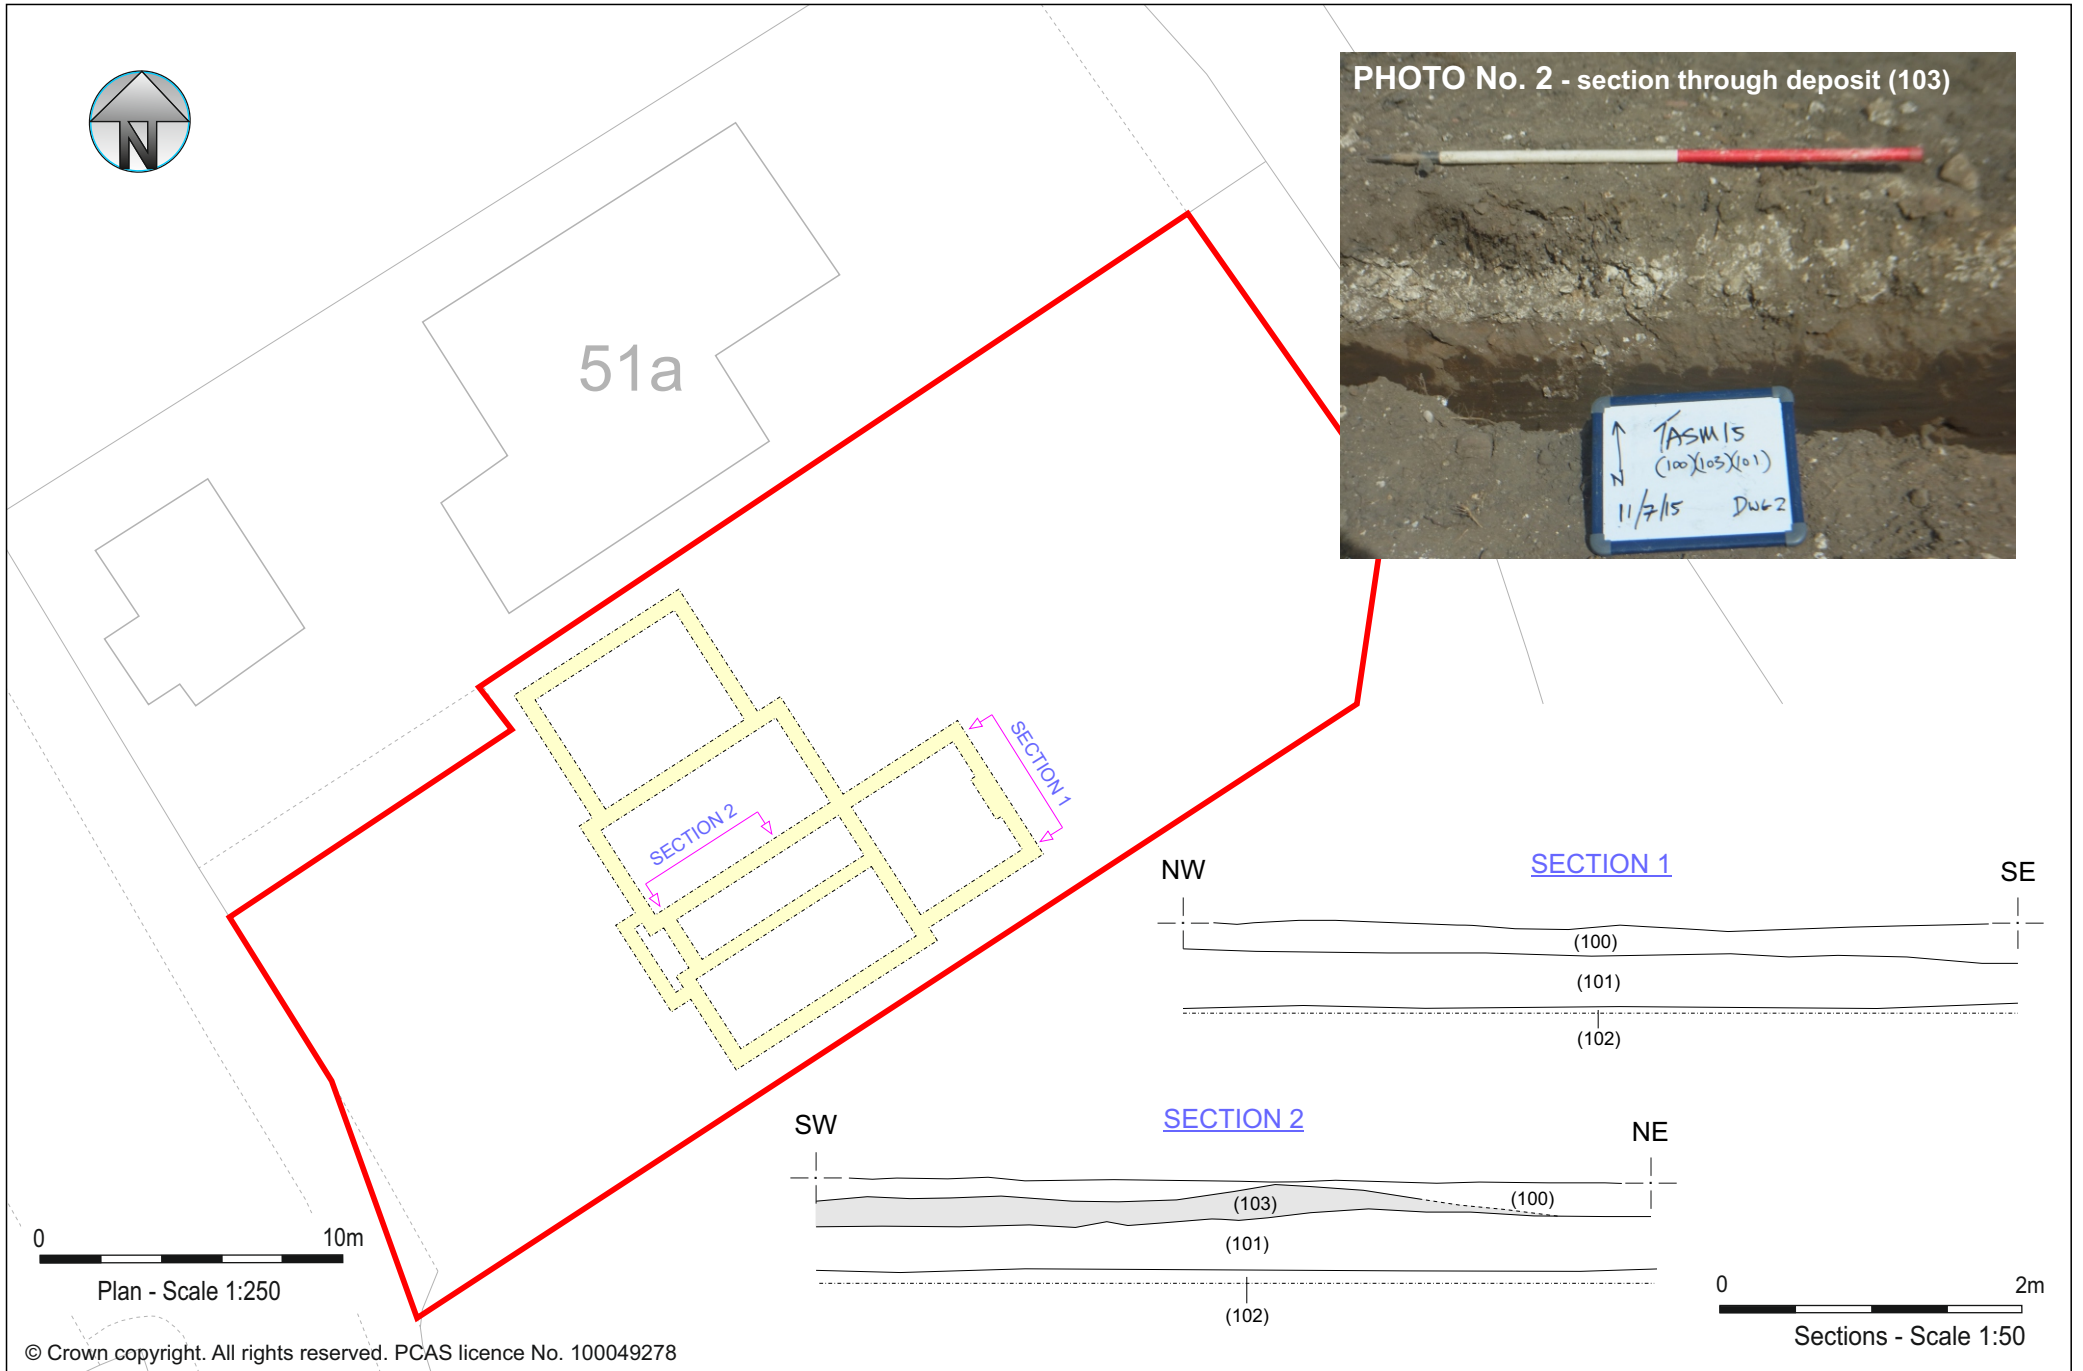 N
PHOTO No. 2 - section through deposit (103)
TASM15
(100)(103)(101)
N
11/7/15 DWG 2
51a
SECTION 1
SECTION 2
SECTION 1
NW
SE
(100)
(101)
(102)
SECTION 2
SW
NE
(103)
(100)
(101)
(102)
0 10m
Plan - Scale 1:250
0 2m
Sections - Scale 1:50
© Crown copyright. All rights reserved. PCAS licence No. 100049278